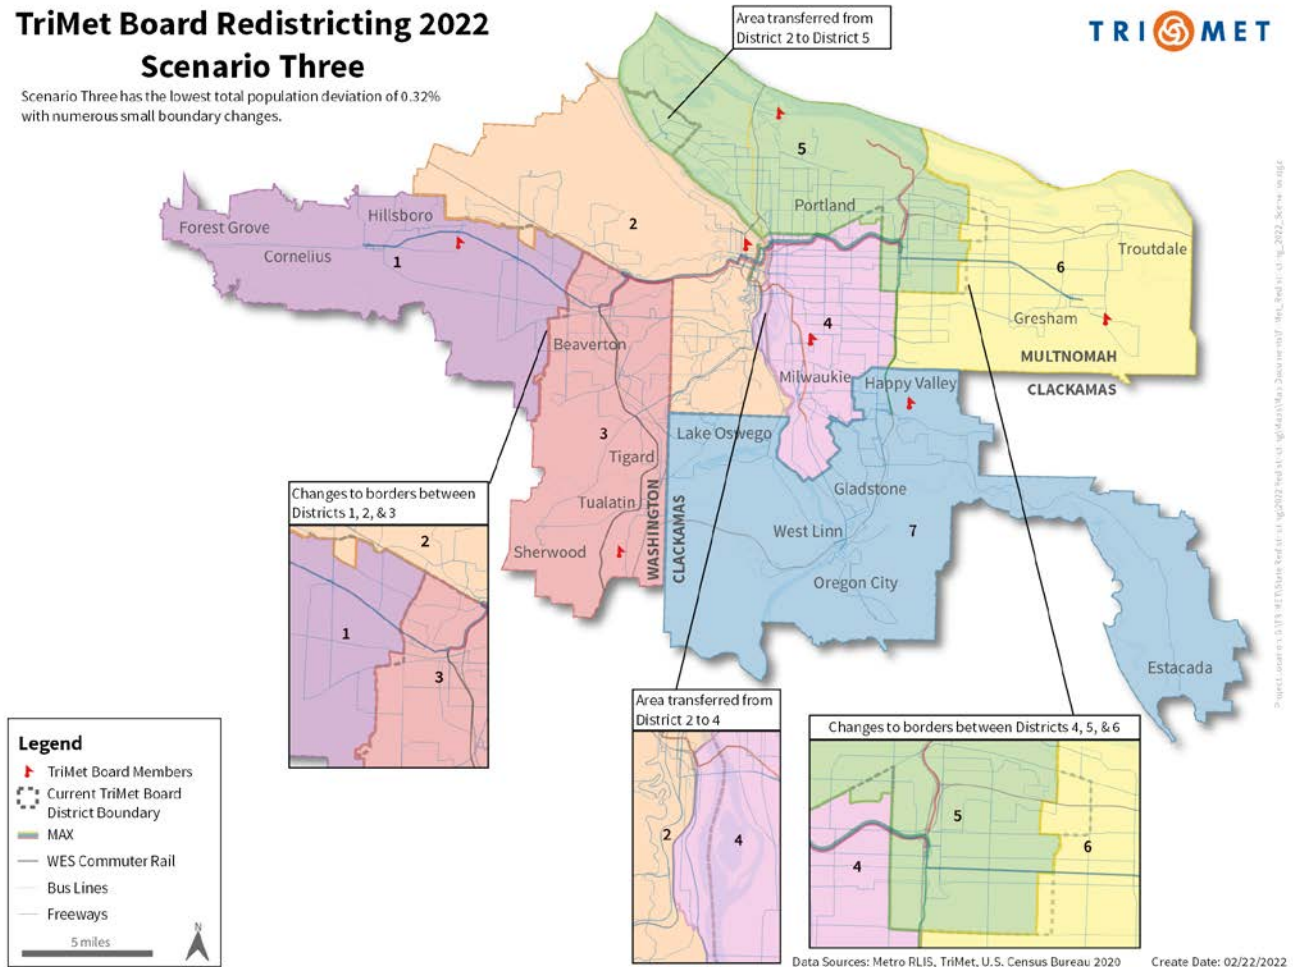 TriMet Board Redistricting 2022
Scenario Three
Scenario Three has the lowest total population deviation of 0.32%
with numerous small boundary changes.
Area transferred from
District 2 to District 5
TRI MET
5
Portland
2
Hillsboro
Forest Grove
Cornelius
1
Troutdale
6
Gresham
4
MULTNOMAH
CLACKAMAS
Beaverton
Milwaukie
Happy Valley
3
Lake Oswego
Tigard
Tualatin
Sherwood
WASHINGTON
CLACKAMAS
Gladstone
West Linn
7
Oregon City
Estacada
Changes to borders between
Districts 1, 2, & 3
2
1
3
Area transferred from
District 2 to 4
2
4
Changes to borders between Districts 4, 5, & 6
5
6
4
Legend
TriMet Board Members
Current TriMet Board
District Boundary
MAX
WES Commuter Rail
Bus Lines
Freeways
5 miles
N
Data Sources: Metro RLIS, TriMet, U.S. Census Bureau 2020
Create Date: 02/22/2022